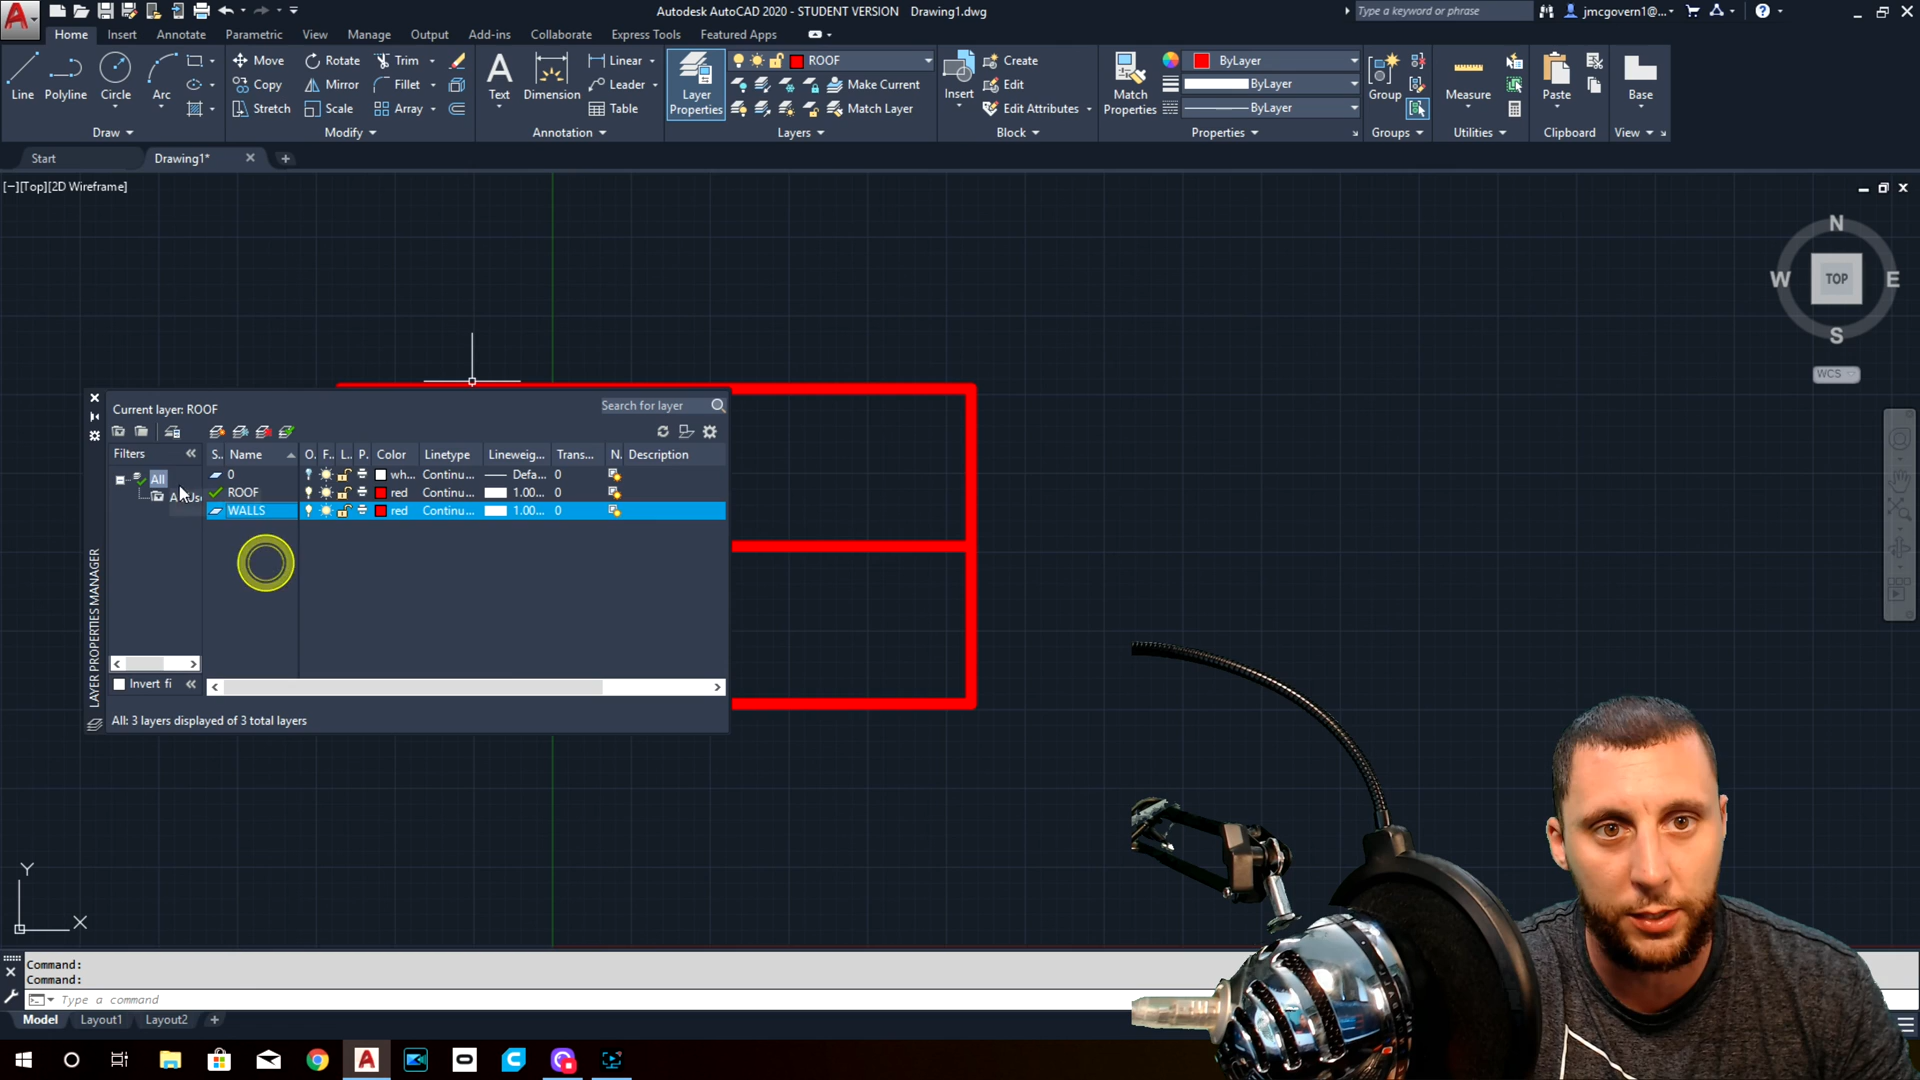 Autodesk AutoCAD 2020 - STUDENT VERSION Drawing1.dwg
Type a keyword or phrase
jmcgovern1@...
Home Insert Annotate Parametric View Manage Output Add-ins Collaborate Express Tools Featured Apps
Line Polyline Circle Arc
Draw
Move Rotate Trim
Copy Mirror Fillet
Stretch Scale Array
Modify
Text Dimension
Linear
Leader
Table
Annotation
Layer Properties
ROOF
Make Current
Match Layer
Layers
Insert
Create
Edit
Edit Attributes
Block
Match Properties
ByLayer
ByLayer
ByLayer
Properties
Group
Groups
Measure
Utilities
Paste
Clipboard
Base
View
Start Drawing1*
[−][Top][2D Wireframe]
N
W TOP E
S
WCS
Current layer: ROOF
Search for layer
Filters
S.. Name O. F.. L.. P. Color Linetype Lineweig... Trans... N. Description
All
0 wh... Continu... Defa... 0
ROOF red Continu... 1.00... 0
WALLS red Continu... 1.00... 0
Invert fi
All: 3 layers displayed of 3 total layers
LAYER PROPERTIES MANAGER
Y
X
Command:
Command:
Type a command
Model Layout1 Layout2